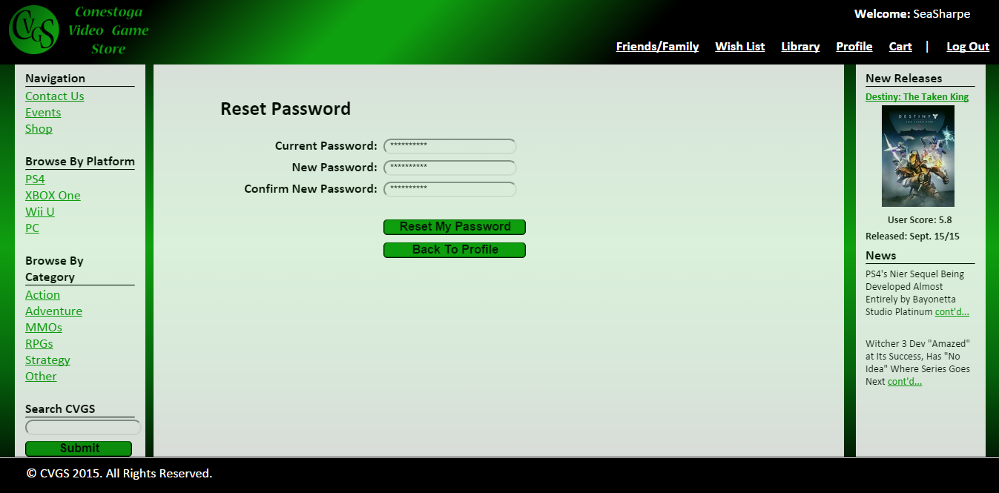 CVGS
Conestoga
Video Game
Store
Welcome: SeaSharpe
Friends/Family Wish List Library Profile Cart | Log Out
Navigation
Contact Us
Events
Shop
Browse By Platform
PS4
XBOX One
Wii U
PC
Browse By
Category
Action
Adventure
MMOs
RPGs
Strategy
Other
Search CVGS
Submit
Reset Password
Current Password: **********
New Password: **********
Confirm New Password: **********
Reset My Password
Back To Profile
New Releases
Destiny: The Taken King
DESTINY
THE TAKEN KING
User Score: 5.8
Released: Sept. 15/15
News
PS4's Nier Sequel Being
Developed Almost
Entirely by Bayonetta
Studio Platinum cont'd...
Witcher 3 Dev "Amazed"
at Its Success, Has "No
Idea" Where Series Goes
Next cont'd...
© CVGS 2015. All Rights Reserved.